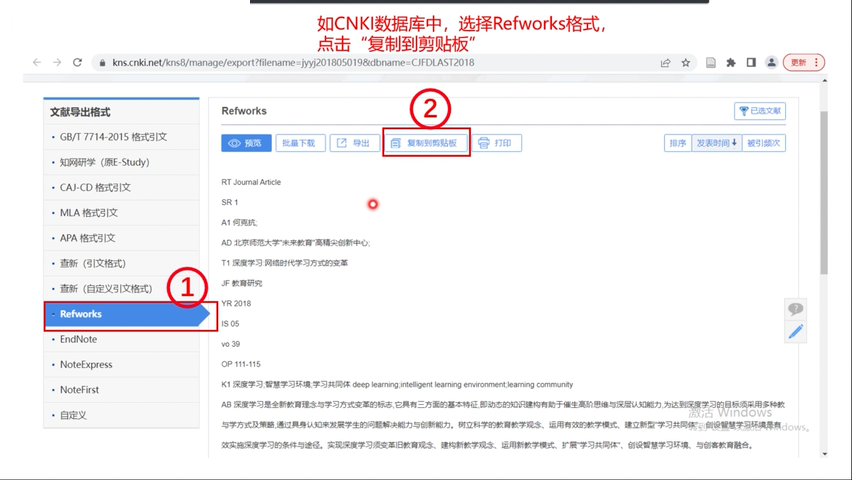 如CNKI数据库中，选择Refworks格式，
点击“复制到剪贴板”
kns.cnki.net/kns8/manage/export?filename=jyyj201805019&dbname=CJFDLAST2018
更新
文献导出格式
GB/T 7714-2015 格式引文
知网研学（原E-Study）
CAJ-CD 格式引文
MLA 格式引文
APA 格式引文
查新（引文格式）
查新（自定义引文格式）
①
Refworks
EndNote
NoteExpress
NoteFirst
自定义
Refworks
②
已选文献
预览 批量下载 导出 复制到剪贴板 打印 排序 发表时间 被引频次
RT Journal Article
SR 1
A1 何克抗;
AD 北京师范大学“未来教育”高精尖创新中心;
T1 深度学习:网络时代学习方式的变革
JF 教育研究
YR 2018
IS 05
vo 39
OP 111-115
K1 深度学习;智慧学习环境;学习共同体 deep learning;intelligent learning environment;learning community
AB 深度学习是全新教育理念与学习方式变革的标志,它具有三方面的基本特征,即动态的知识建构有助于催生高阶思维与深层认知能力,为达到深度学习的目标须采用多种教
与学方式及策略,通过具身认知来发展学生的问题解决能力与创新能力。树立科学的教育教学观念、运用有效的教学模式、建立新型“学习共同体”、创设智慧学习环境是有
效实施深度学习的条件与途径。实现深度学习须变革旧教育观念、建构新教学观念、运用新教学模式、扩展“学习共同体”、创设智慧学习环境、与创客教育融合。
激活 Windows